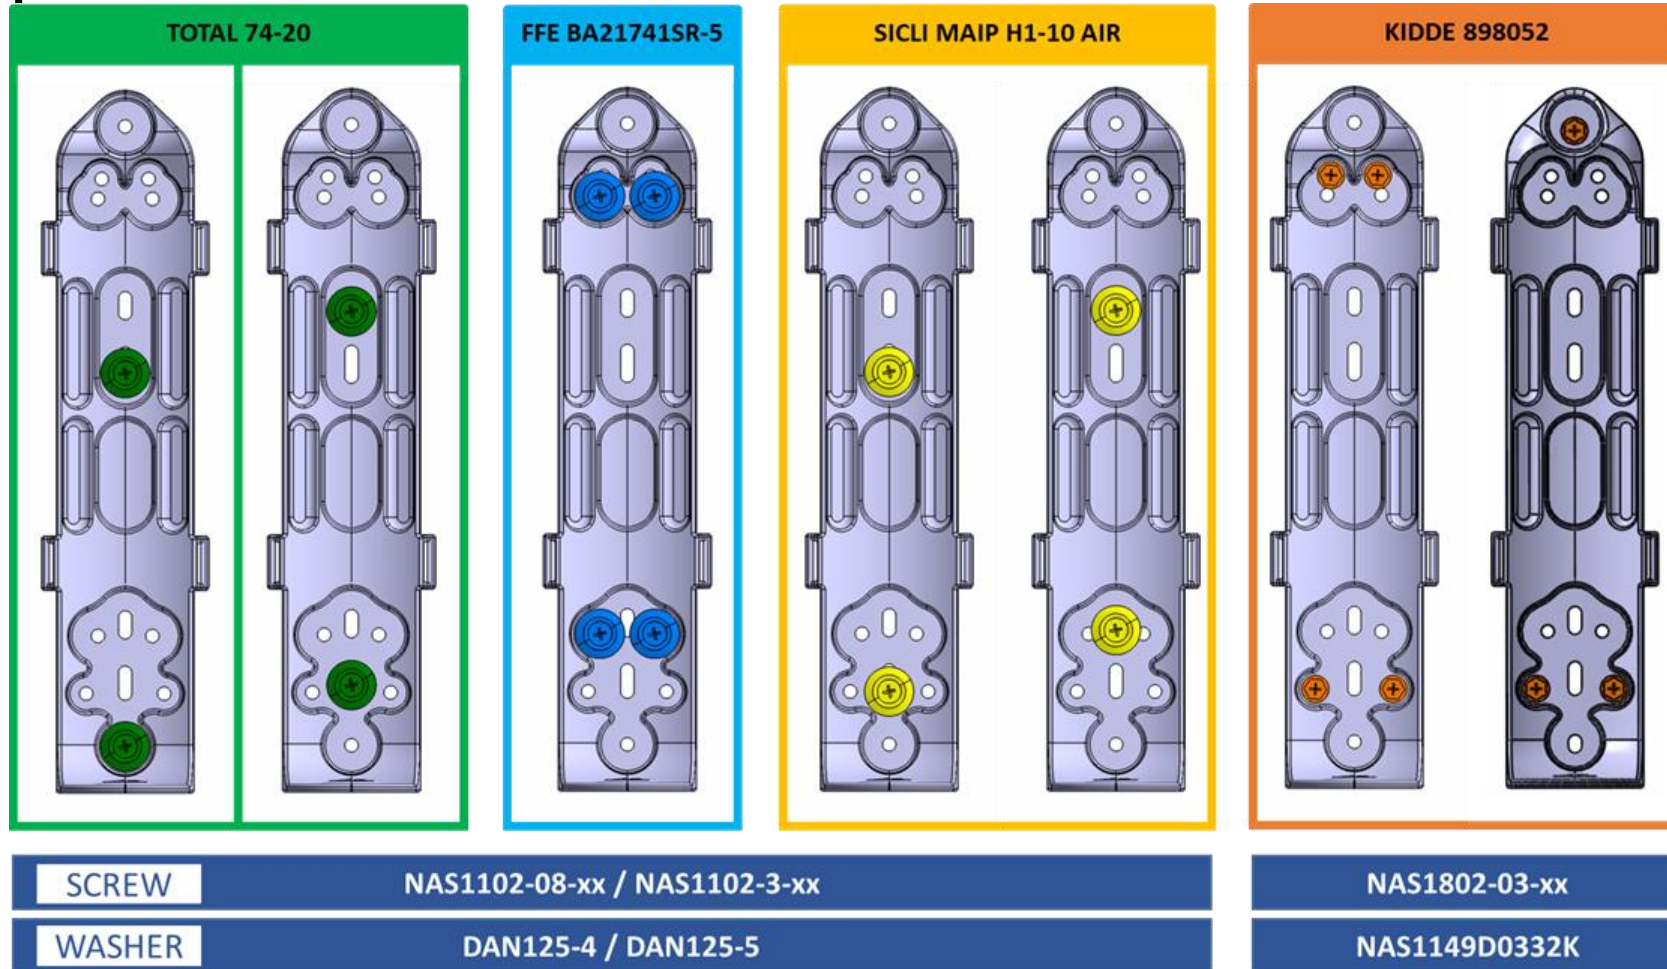 TOTAL 74-20
FFE BA21741SR-5
SICLI MAIP H1-10 AIR
KIDDE 898052
SCREW
NAS1102-08-xx / NAS1102-3-xx
NAS1802-03-xx
WASHER
DAN125-4 / DAN125-5
NAS1149D0332K